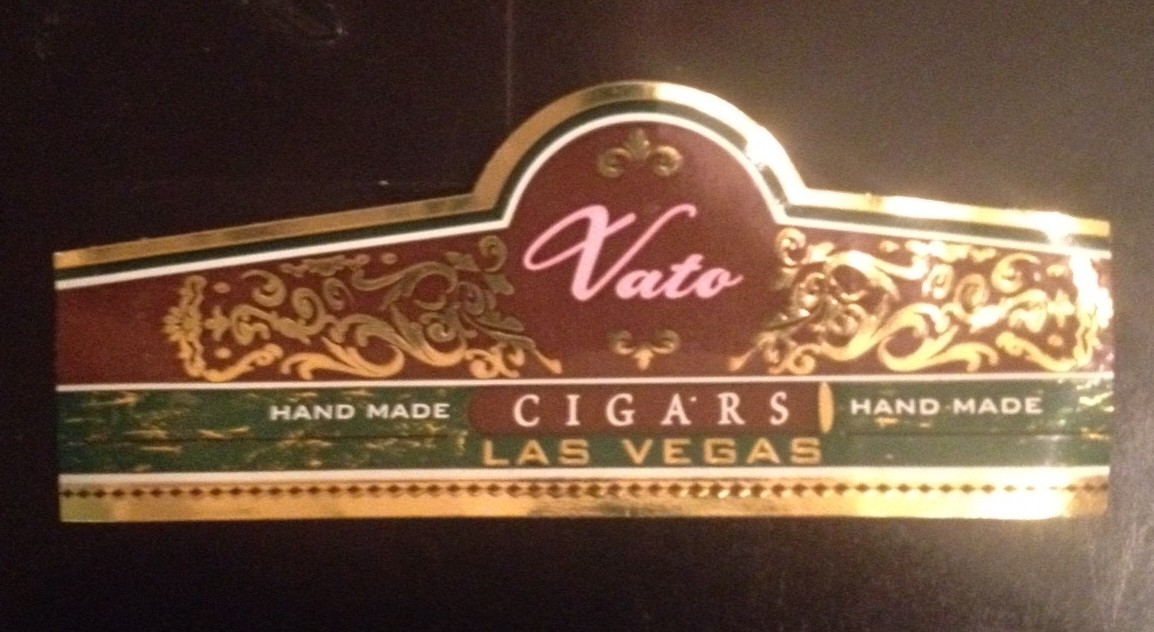 Vato
HAND MADE CIGARS HAND MADE
LAS VEGAS